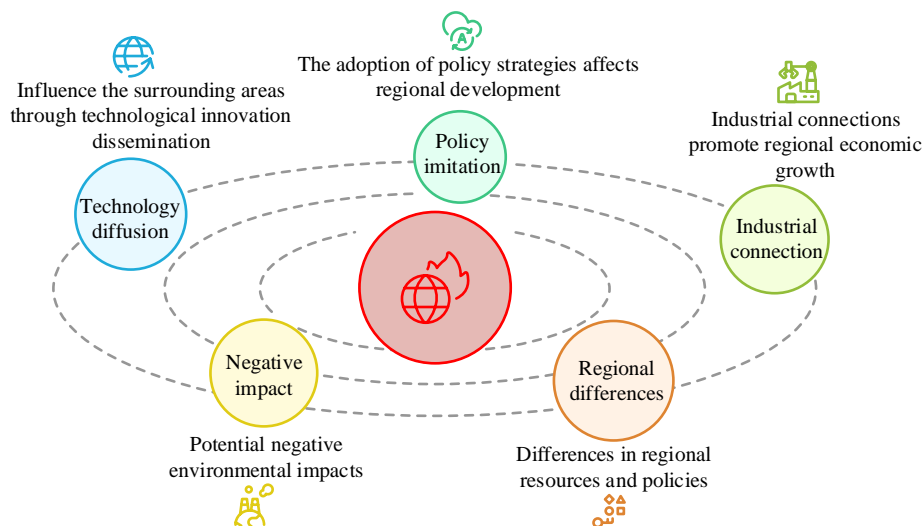 The adoption of policy strategies affects
regional development
Influence the surrounding areas
through technological innovation
dissemination
Industrial connections
promote regional economic
growth
Policy
imitation
Technology
diffusion
Industrial
connection
Negative
impact
Regional
differences
Potential negative
environmental impacts
Differences in regional
resources and policies